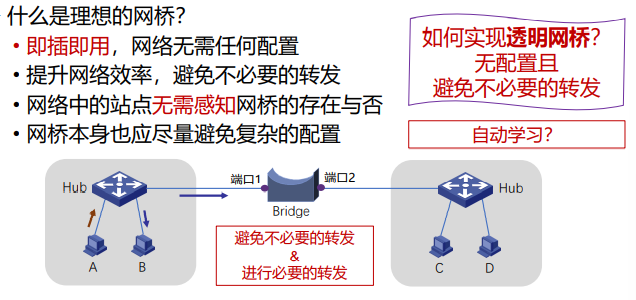 什么是理想的网桥？
• 即插即用，网络无需任何配置
• 提升网络效率，避免不必要的转发
• 网络中的站点无需感知网桥的存在与否
• 网桥本身也应尽量避免复杂的配置
如何实现透明网桥？
无配置且
避免不必要的转发
自动学习？
Hub
端口1
端口2
Bridge
Hub
A
B
避免不必要的转发
&
进行必要的转发
C
D